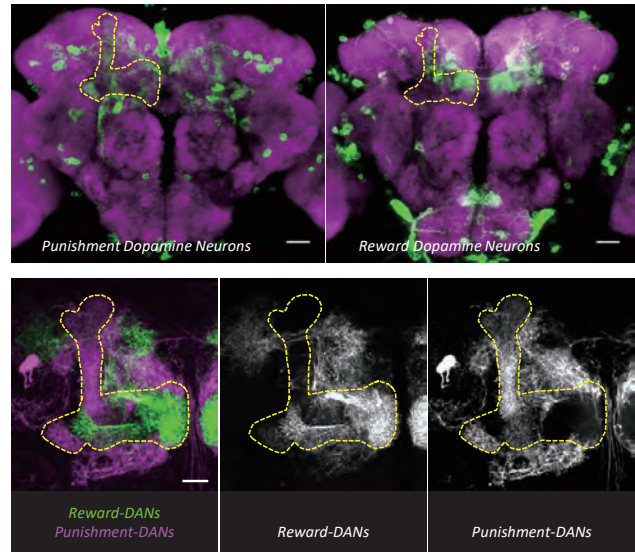 Punishment Dopamine Neurons
Reward Dopamine Neurons
Reward-DANs
Punishment-DANs
Reward-DANs
Punishment-DANs